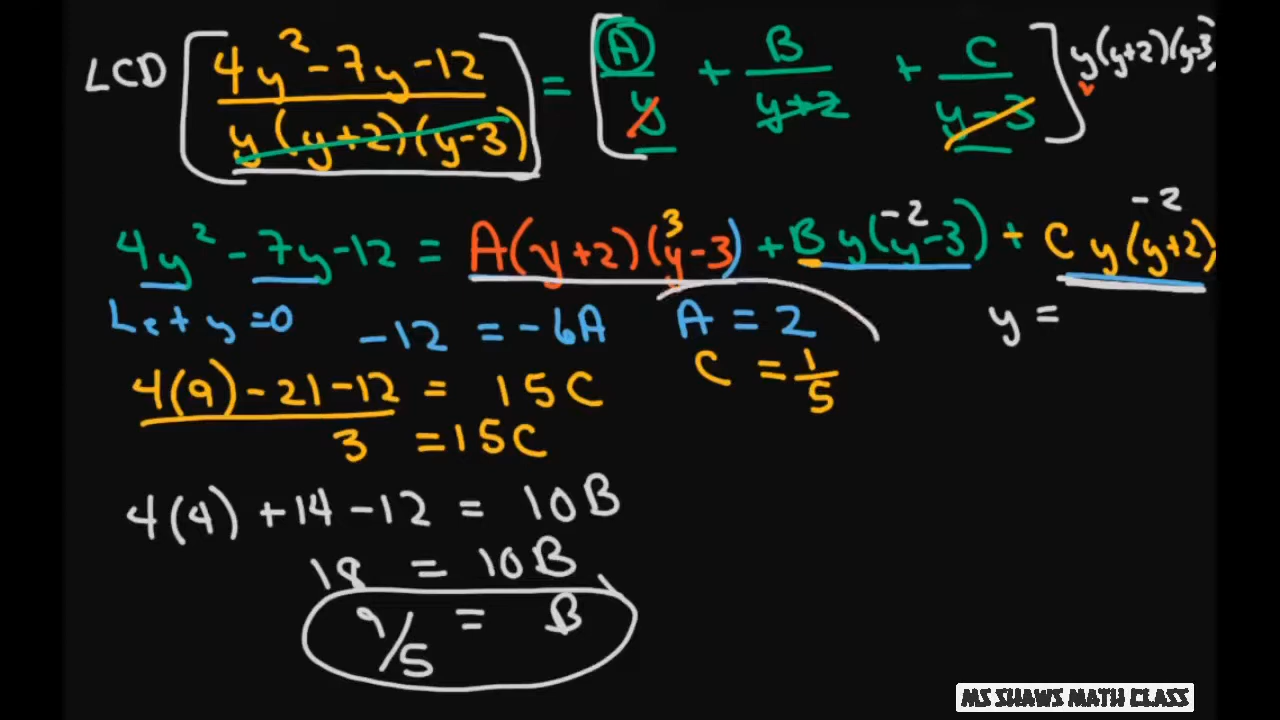 LCD [ 4y² - 7y - 12 / y(y+2)(y-3) ] = [ A/y + B/y+2 + C/y-3 ] y(y+2)(y-3)
3 -2 -2
4y² - 7y - 12 = A(y+2)(y-3) + By(y-3) + Cy(y+2)
Let y = 0 -12 = -6A A = 2 y =
4(9) - 21 - 12 = 15C C = 1/5
3 = 15C
4(4) + 14 - 12 = 10B
18 = 10B
9/5 = B
MS SHAWS MATH CLASS